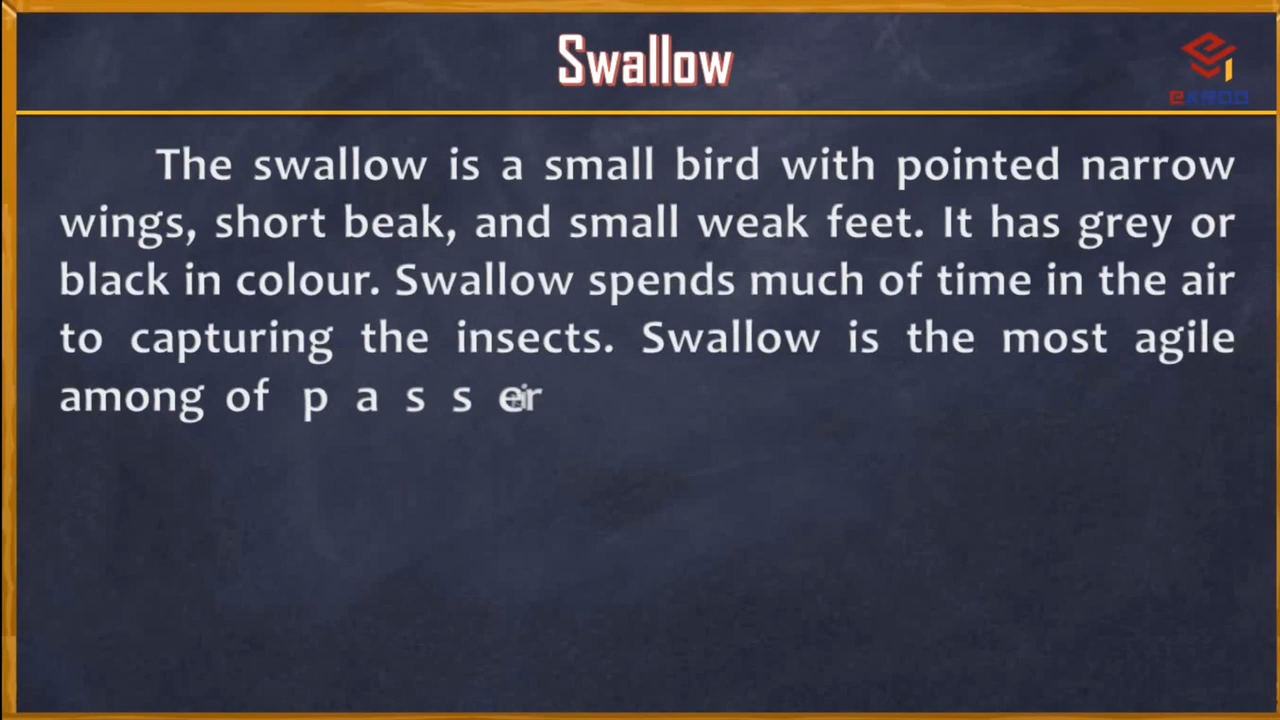 Swallow
eKADO
The swallow is a small bird with pointed narrow
wings, short beak, and small weak feet. It has grey or
black in colour. Swallow spends much of time in the air
to capturing the insects. Swallow is the most agile
among of